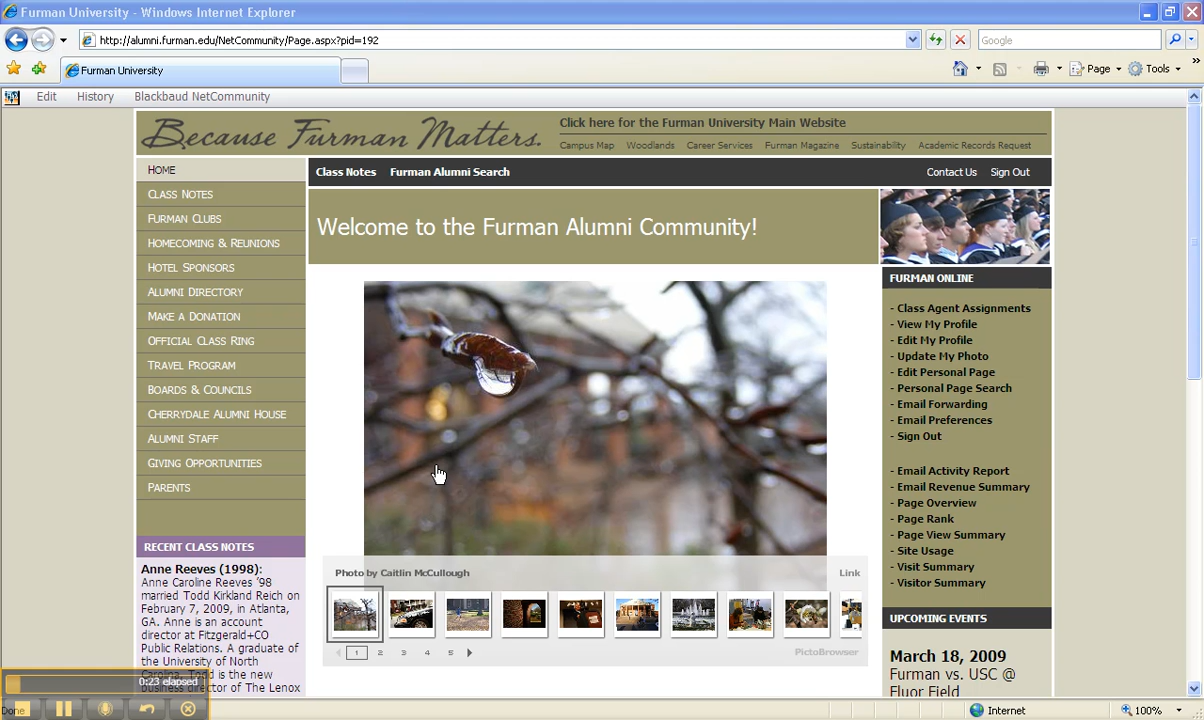 Furman University - Windows Internet Explorer
http://alumni.furman.edu/NetCommunity/Page.aspx?pid=192
Google
Furman University
Page
Tools
Edit
History
Blackbaud NetCommunity
Because Furman Matters.
Click here for the Furman University Main Website
Campus Map Woodlands Career Services Furman Magazine Sustainability Academic Records Request
HOME
CLASS NOTES
FURMAN CLUBS
HOMECOMING & REUNIONS
HOTEL SPONSORS
ALUMNI DIRECTORY
MAKE A DONATION
OFFICIAL CLASS RING
TRAVEL PROGRAM
BOARDS & COUNCILS
CHERRYDALE ALUMNI HOUSE
ALUMNI STAFF
GIVING OPPORTUNITIES
PARENTS
RECENT CLASS NOTES
Anne Reeves (1998):
Anne Caroline Reeves '98
married Todd Kirkland Reich on
February 7, 2009, in Atlanta,
GA. Anne is an account
director at Fitzgerald+CO
Public Relations. A graduate of
the University of North
Carolina, Todd is the new
business director of The Lenox
Class Notes Furman Alumni Search
Contact Us Sign Out
Welcome to the Furman Alumni Community!
Photo by Caitlin McCullough
Link
1 2 3 4 5
PictoBrowser
FURMAN ONLINE
- Class Agent Assignments
- View My Profile
- Edit My Profile
- Update My Photo
- Edit Personal Page
- Personal Page Search
- Email Forwarding
- Email Preferences
- Sign Out
- Email Activity Report
- Email Revenue Summary
- Page Overview
- Page Rank
- Page View Summary
- Site Usage
- Visit Summary
- Visitor Summary
UPCOMING EVENTS
March 18, 2009
Furman vs. USC @
Fluor Field
0:23 elapsed
Done
Internet
100%